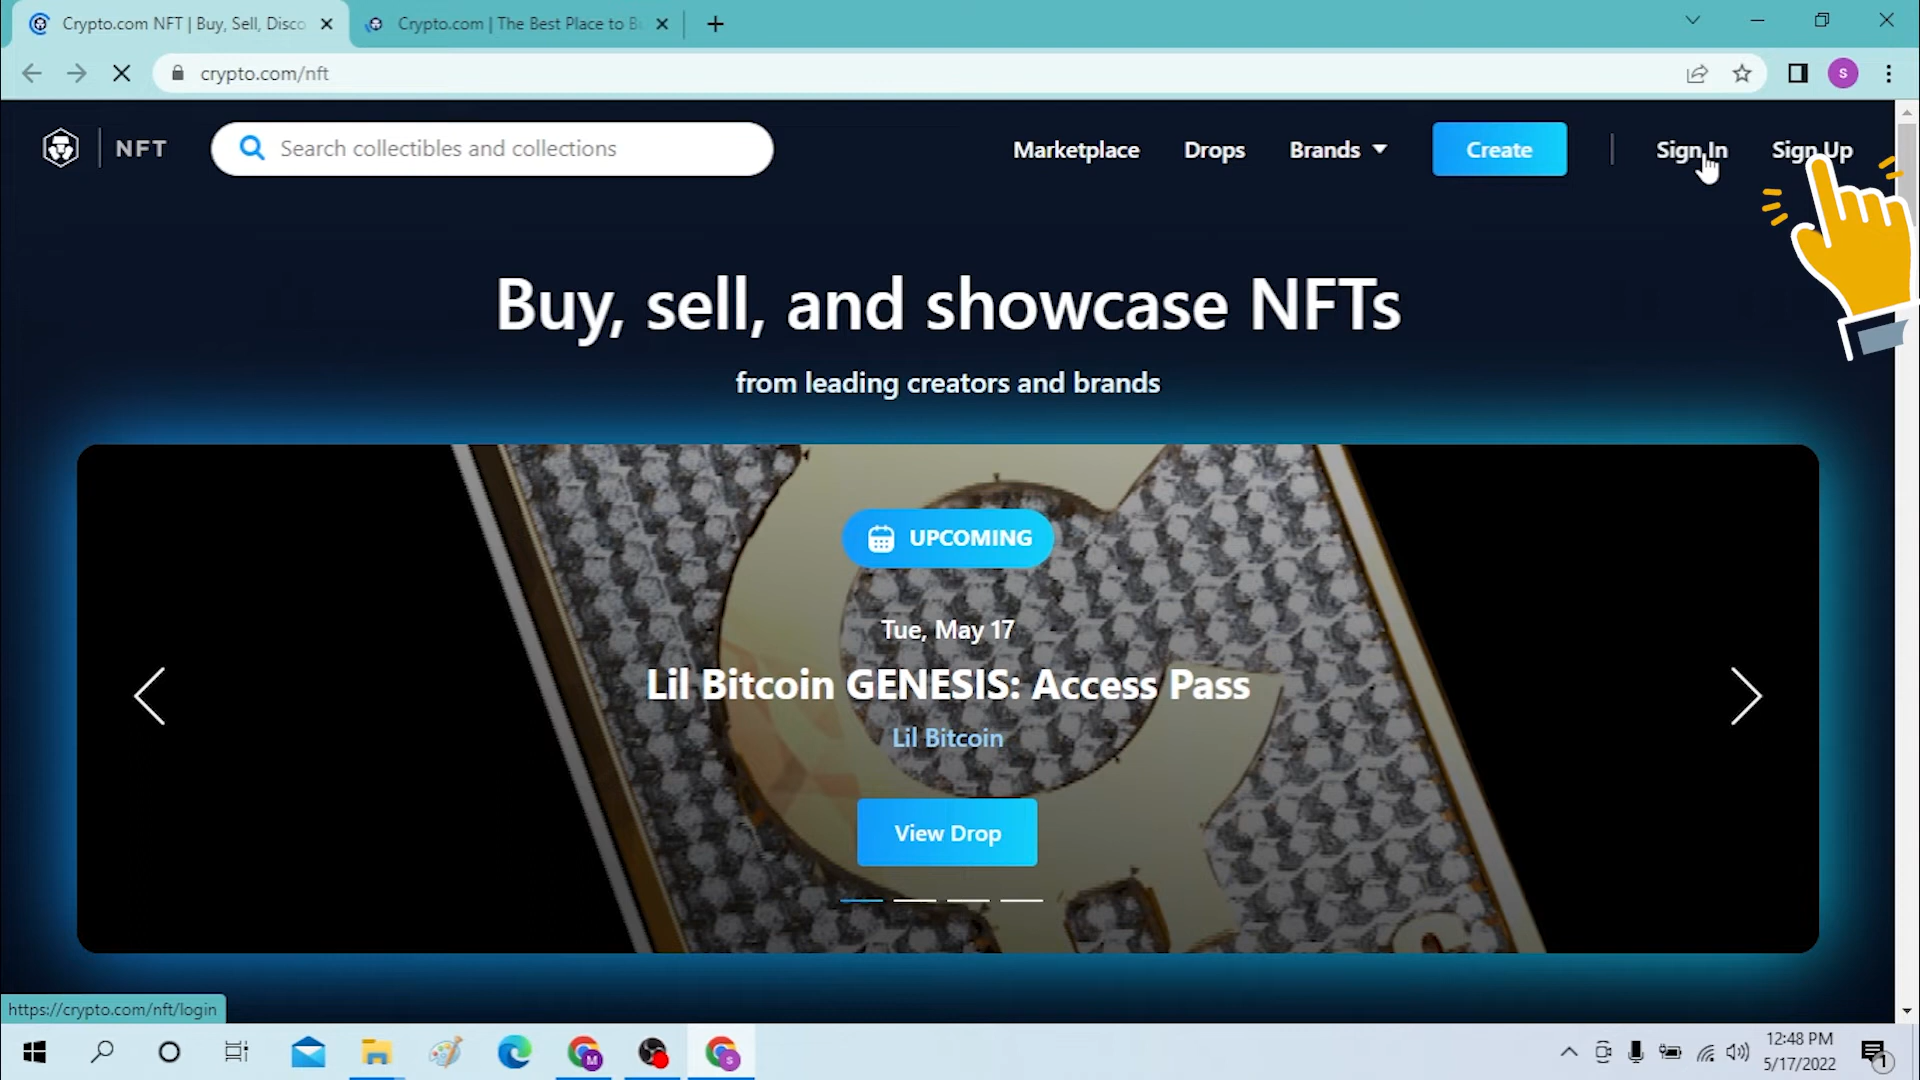 Crypto.com NFT | Buy, Sell, Disco
Crypto.com | The Best Place to B
crypto.com/nft
S
NFT
Search collectibles and collections
Marketplace
Drops
Brands
Create
Sign In
Sign Up
Buy, sell, and showcase NFTs
from leading creators and brands
UPCOMING
Tue, May 17
Lil Bitcoin GENESIS: Access Pass
Lil Bitcoin
View Drop
https://crypto.com/nft/login
M
S
12:48 PM
5/17/2022
1